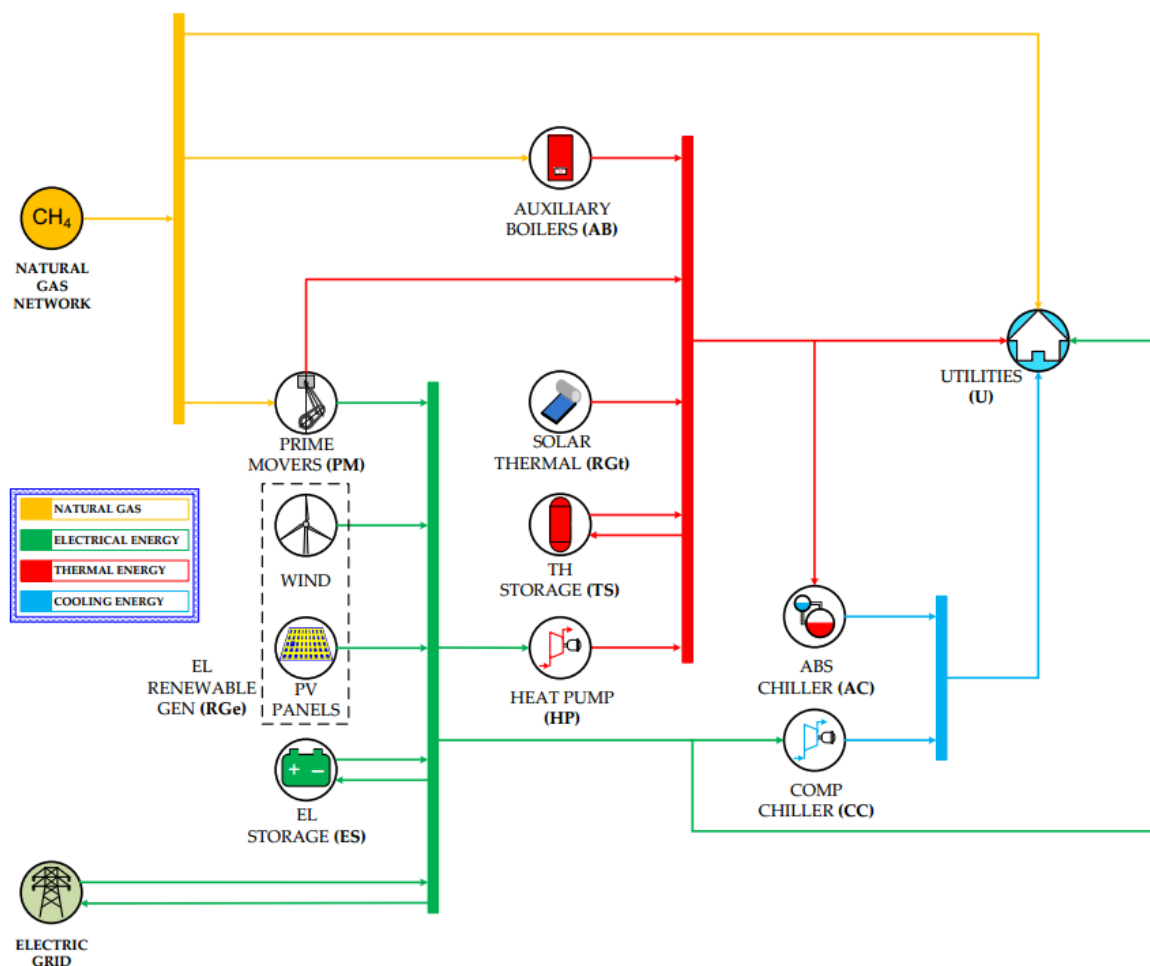 CH4
NATURAL
GAS
NETWORK
AUXILIARY
BOILERS (AB)
PRIME
MOVERS (PM)
SOLAR
THERMAL (RGt)
UTILITIES
(U)
NATURAL GAS
ELECTRICAL ENERGY
THERMAL ENERGY
COOLING ENERGY
WIND
TH
STORAGE (TS)
EL
RENEWABLE
GEN (RGe)
PV
PANELS
HEAT PUMP
(HP)
ABS
CHILLER (AC)
EL
STORAGE (ES)
COMP
CHILLER (CC)
ELECTRIC
GRID